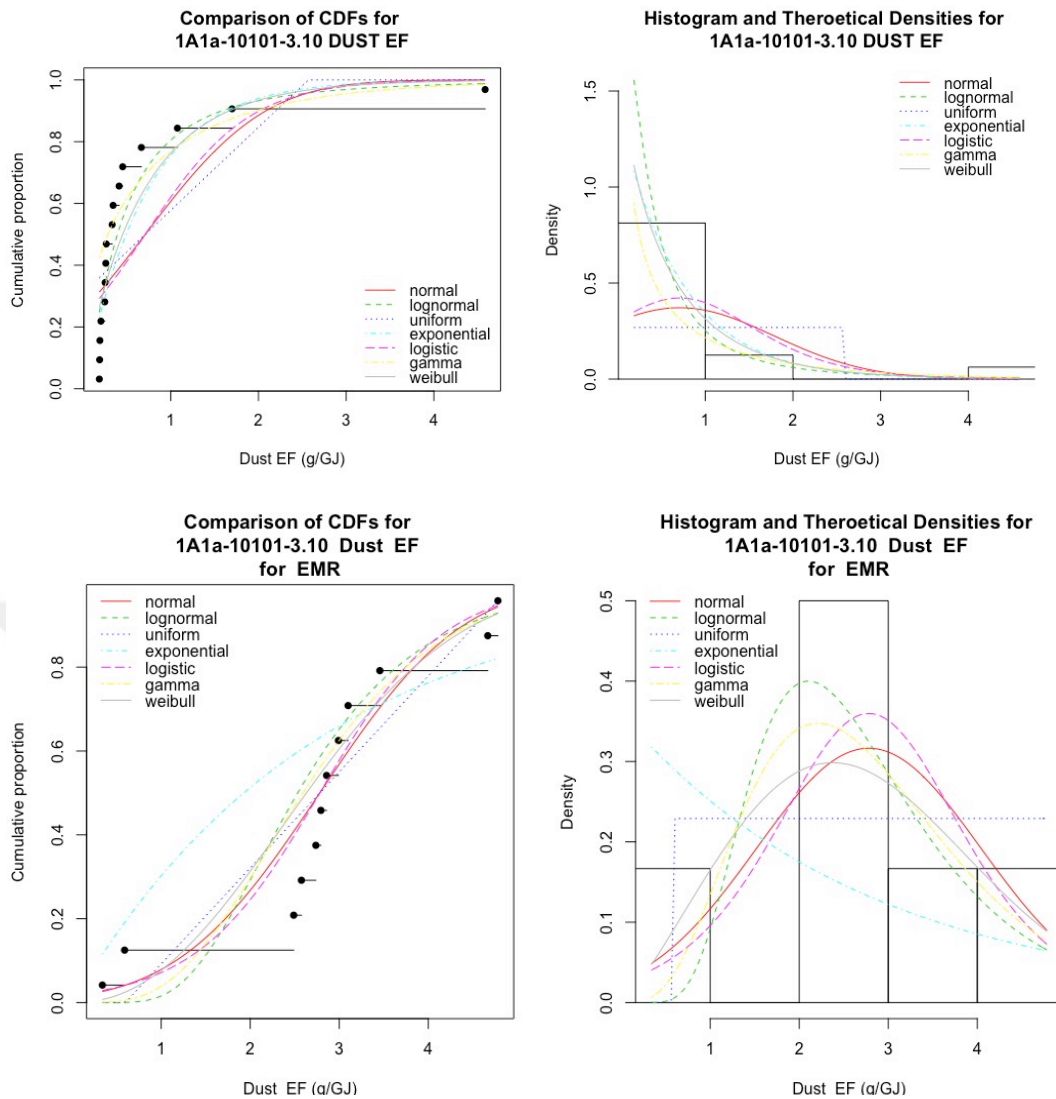 Comparison of CDFs for
1A1a-10101-3.10 DUST EF
Cumulative proportion
1.0
0.8
0.6
0.4
0.2
0.0
normal
lognormal
uniform
exponential
logistic
gamma
weibull
1 2 3 4
Dust EF (g/GJ)
Histogram and Theroetical Densities for
1A1a-10101-3.10 DUST EF
Density
1.5
1.0
0.5
0.0
normal
lognormal
uniform
exponential
logistic
gamma
weibull
1 2 3 4
Dust EF (g/GJ)
Comparison of CDFs for
1A1a-10101-3.10 Dust EF
for EMR
Cumulative proportion
0.8
0.6
0.4
0.2
0.0
normal
lognormal
uniform
exponential
logistic
gamma
weibull
1 2 3 4
Dust EF (g/GJ)
Histogram and Theroetical Densities for
1A1a-10101-3.10 Dust EF
for EMR
Density
0.5
0.4
0.3
0.2
0.1
0.0
normal
lognormal
uniform
exponential
logistic
gamma
weibull
1 2 3 4
Dust EF (g/GJ)